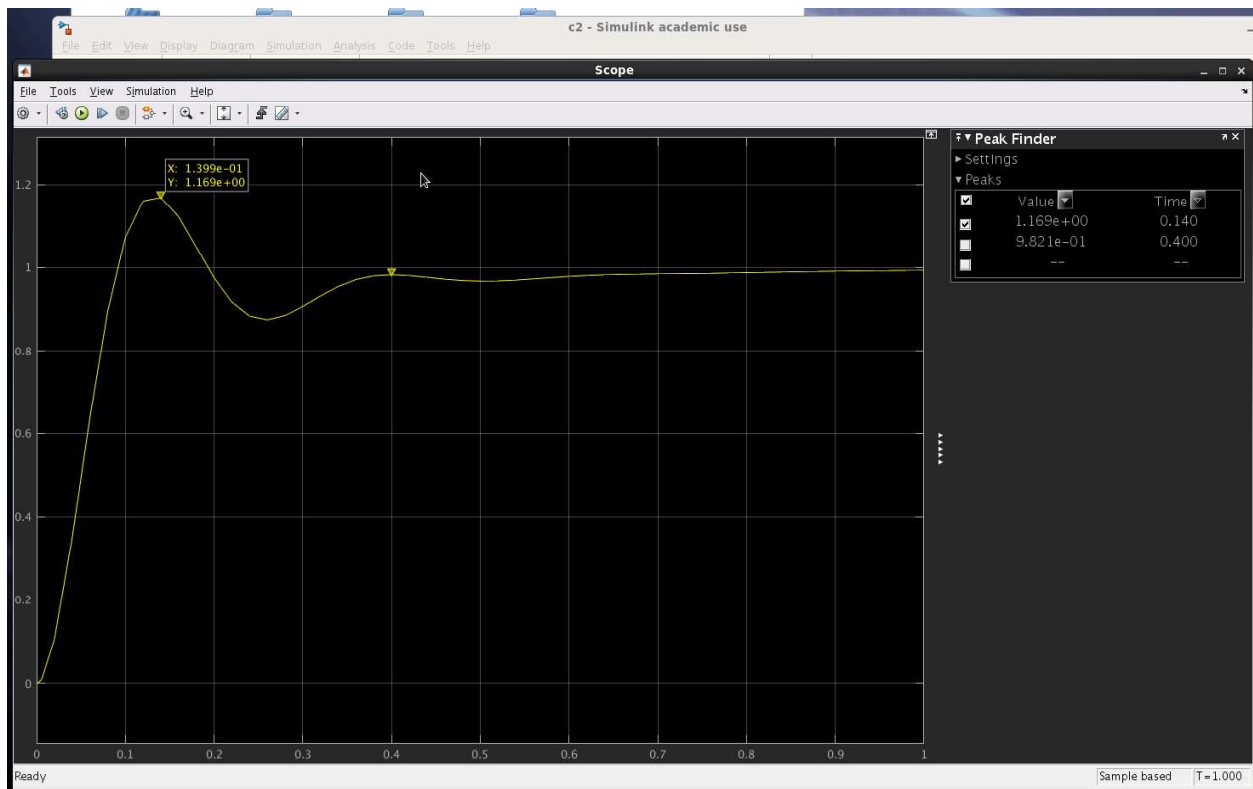 c2 - Simulink academic use
File Edit View Display Diagram Simulation Analysis Code Tools Help
Scope
File Tools View Simulation Help
X: 1.399e-01
Y: 1.169e+00
1.2
1
0.8
0.6
0.4
0.2
0
0 0.1 0.2 0.3 0.4 0.5 0.6 0.7 0.8 0.9 1
Peak Finder
Settings
Peaks
Value Time
1.169e+00 0.140
9.821e-01 0.400
-- --
Ready
Sample based T=1.000